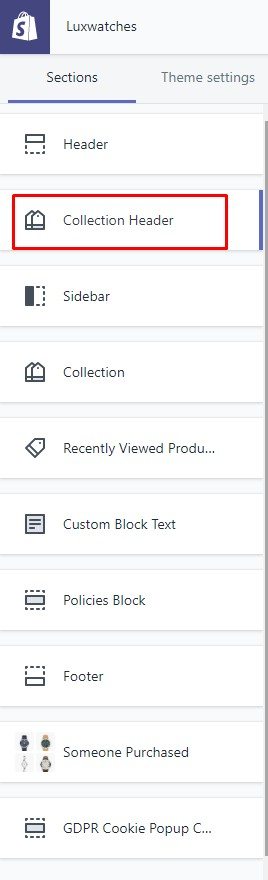 Luxwatches
Sections Theme settings
Header
Collection Header
Sidebar
Collection
Recently Viewed Produ...
Custom Block Text
Policies Block
Footer
Someone Purchased
GDPR Cookie Popup C...